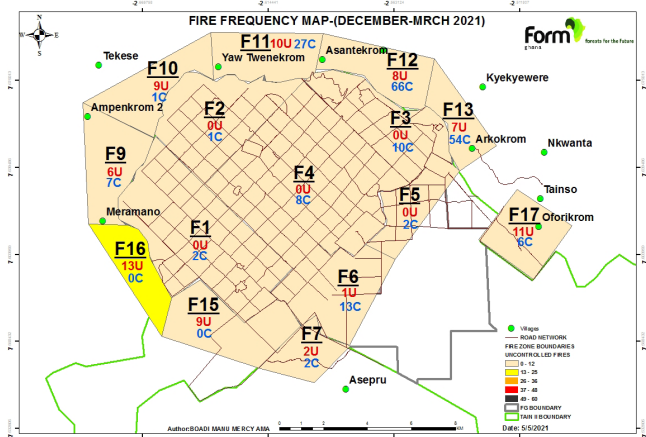 FIRE FREQUENCY MAP-(DECEMBER-MRCH 2021)
N
W E
S
Form
ghana
forests for the Future
Tekese
F11 10U 27C
Yaw Twenekrom
Asantekrom
F10
9U
1C
F12
8U
66C
Kyekyewere
Ampenkrom 2
F2
0U
1C
F3
0U
10C
F13
7U
54C
Arkokrom
Nkwanta
F9
6U
7C
F4
0U
8C
Tainso
F5
0U
2C
Meramano
F17
Oforikrom
11U
6C
F1
0U
2C
F16
13U
0C
F6
1U
13C
F15
9U
0C
F7
2U
2C
Asepru
Villages
ROAD NETWORK
FIRE ZONE BOUNDARIES
UNCONTROLLED FIRES
0 - 12
13 - 25
26 - 36
37 - 48
49 - 60
FG BOUNDARY
TAIN II BOUNDARY
Author:BOADI MANU MERCY AMA
Date: 5/5/2021